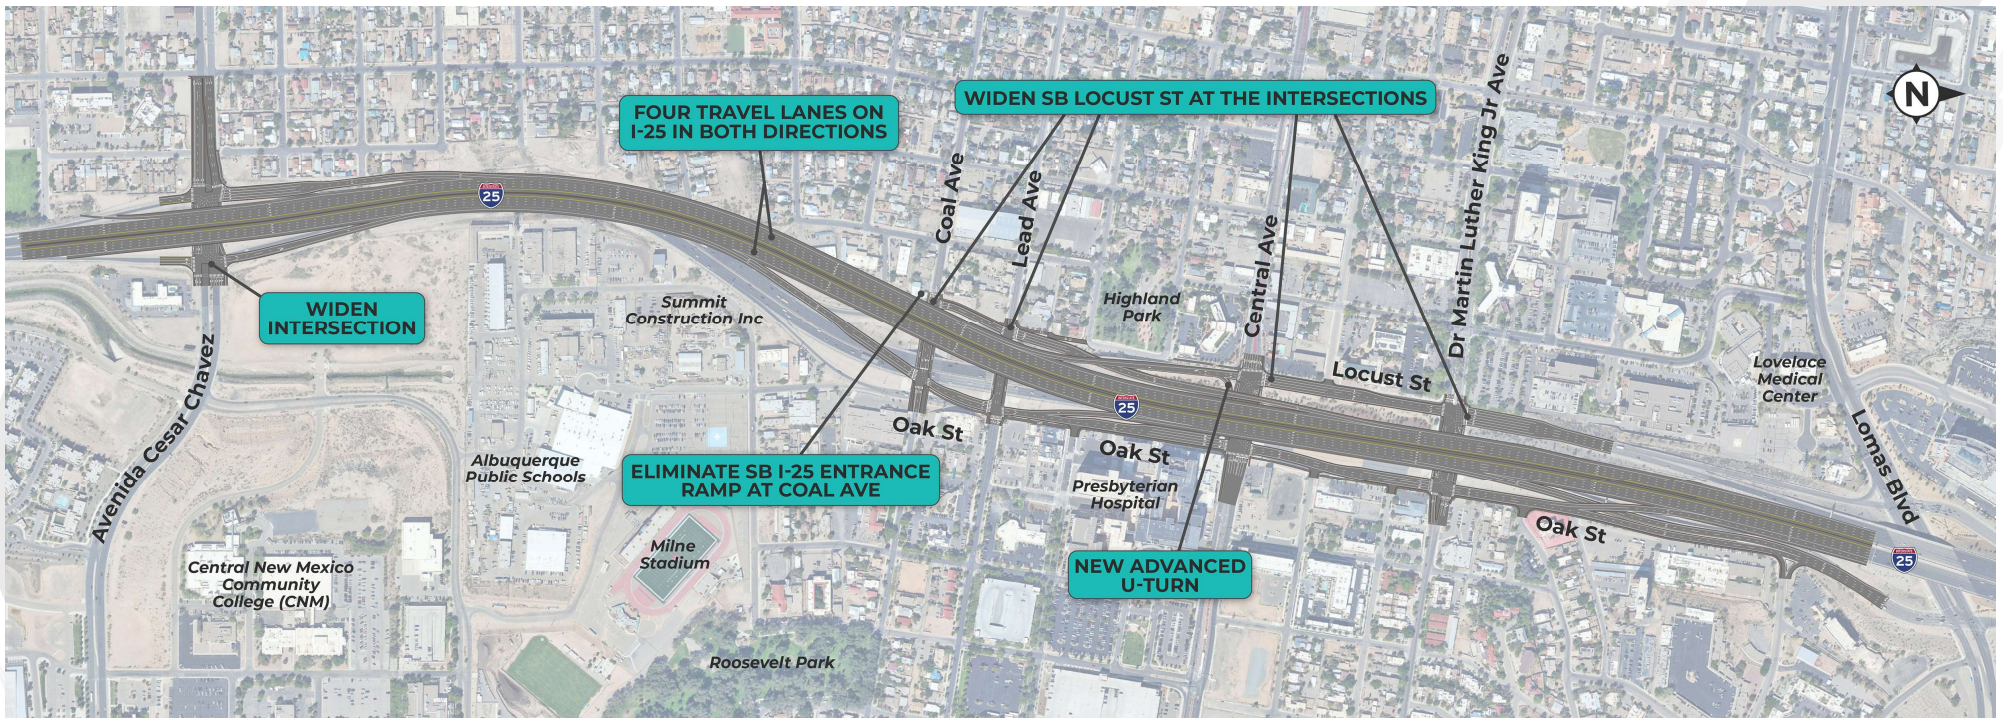 FOUR TRAVEL LANES ON
I-25 IN BOTH DIRECTIONS
WIDEN SB LOCUST ST AT THE INTERSECTIONS
N
25
Coal Ave
Lead Ave
Central Ave
Dr Martin Luther King Jr Ave
WIDEN
INTERSECTION
Summit
Construction Inc
Highland
Park
Locust St
Lovelace
Medical
Center
Avenida Cesar Chavez
25
Oak St
Oak St
Lomas Blvd
Albuquerque
Public Schools
ELIMINATE SB I-25 ENTRANCE
RAMP AT COAL AVE
Presbyterian
Hospital
Oak St
25
Milne
Stadium
NEW ADVANCED
U-TURN
Central New Mexico
Community
College (CNM)
Roosevelt Park